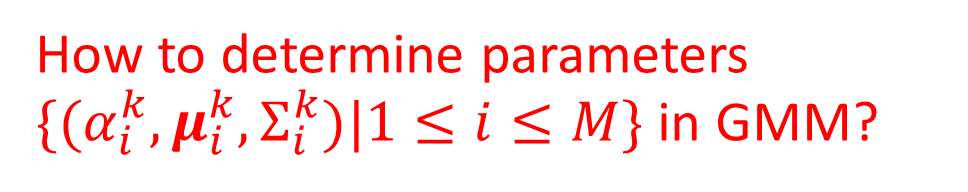 How to determine parameters
{(α_i^k, μ_i^k, Σ_i^k)|1 ≤ i ≤ M} in GMM?